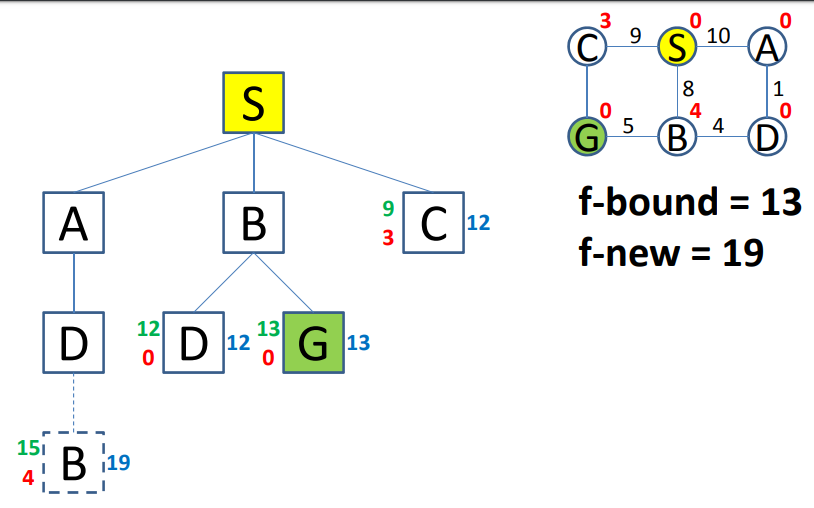 3 0 0
C 9 S 10 A
8 1
0 4 0
G 5 B 4 D
f-bound = 13
f-new = 19
S
A
B
9
3
C
12
D
12
0
D
12
13
0
G
13
15
4
B
19